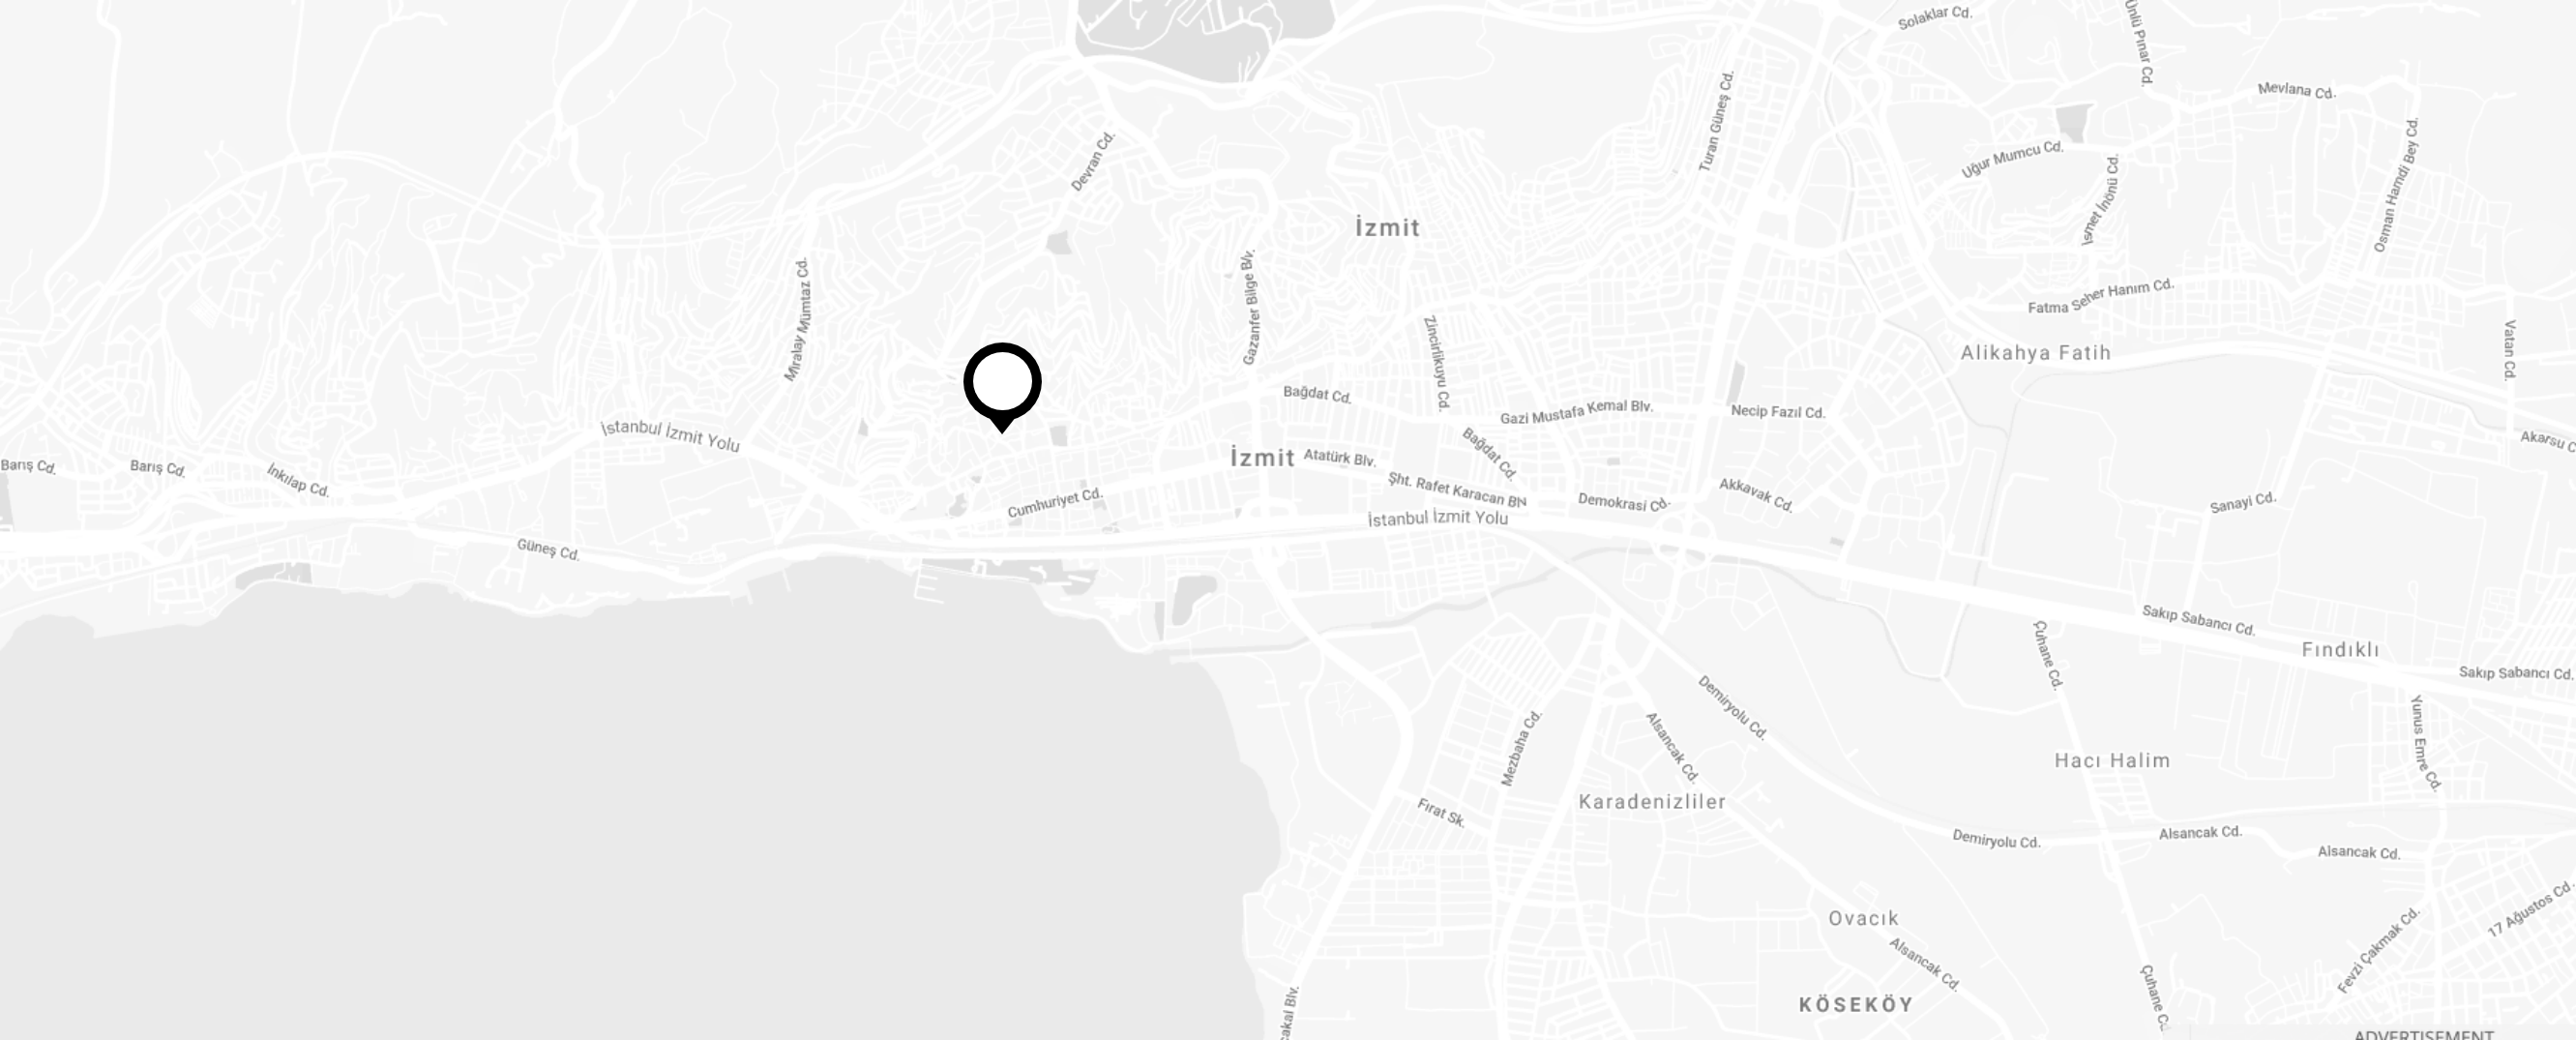 Solaklar Cd.
Ünlü Pınar Cd.
Mevlana Cd.
Turan Güneş Cd.
Devran Cd.
Uğur Mumcu Cd.
İsmet İnönü Cd.
Osman Hamdi Bey Cd.
İzmit
Gazanfer Bilge Blv.
Miralay Mümtaz Cd.
Fatma Seher Hanım Cd.
Zincirlikuyu Cd.
Alikahya Fatih
Vatan Cd.
Bağdat Cd.
Gazi Mustafa Kemal Blv.
Necip Fazıl Cd.
İstanbul İzmit Yolu
Bağdat Cd.
Akarsu C
Barış Cd.
Barış Cd.
İnkılap Cd.
İzmit
Atatürk Blv.
Şht. Rafet Karacan Bl
Akkavak Cd.
Cumhuriyet Cd.
Demokrasi Cd.
Sanayi Cd.
İstanbul İzmit Yolu
Güneş Cd.
Sakıp Sabancı Cd.
Çuhane Cd.
Fındıklı
Sakıp Sabancı Cd.
Demiryolu Cd.
Mezbaha Cd.
Alsancak Cd.
Yunus Emre Cd.
Hacı Halim
Karadenizliler
Fırat Sk.
Demiryolu Cd.
Alsancak Cd.
Alsancak Cd.
Ovacık
17 Ağustos Cd.
Fevzi Çakmak Cd.
Alsancak Cd.
Çuhane C
KÖSEKÖY
akal Blv.
ADVERTISEMENT